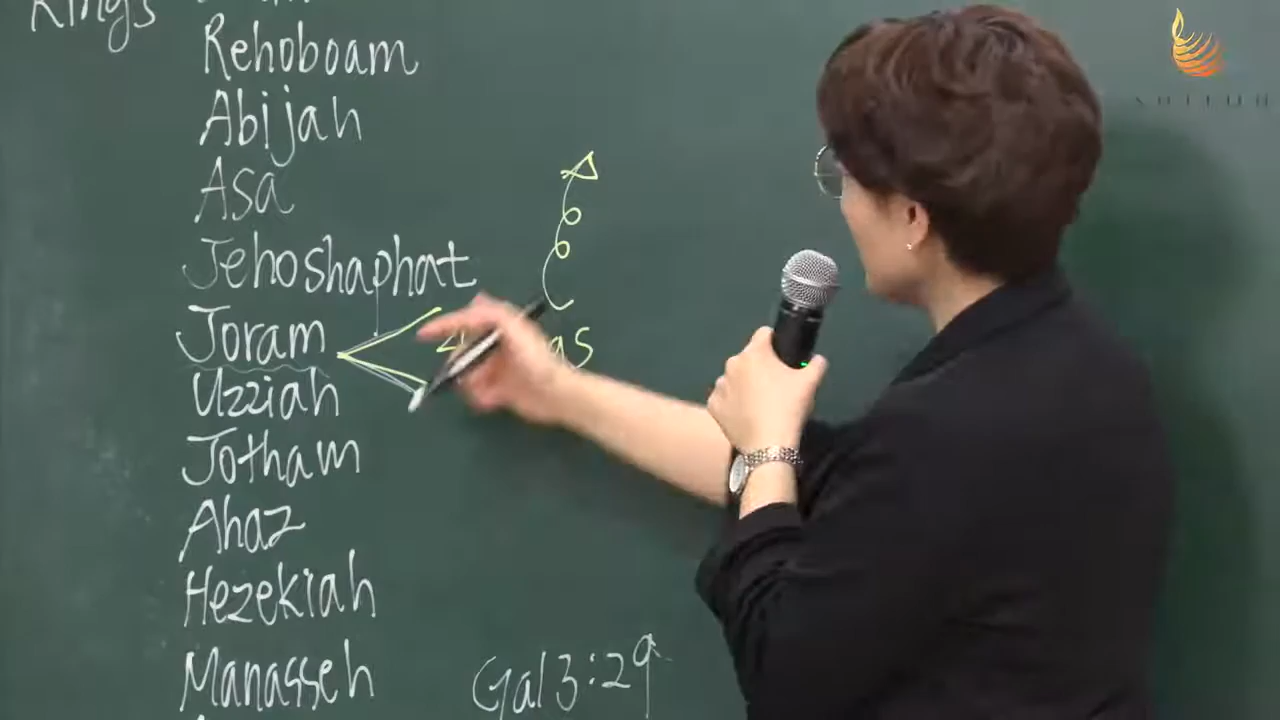 Kings
Rehoboam
Abijah
Asa
Jehoshaphat
Joram
Uzziah
Jotham
Ahaz
Hezekiah
Manasseh
Gal 3:29